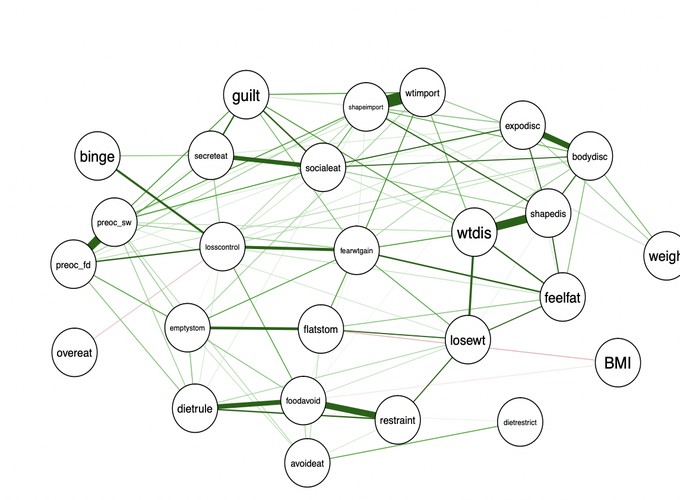 guilt
shapeimport
wtimport
expodisc
binge
secreteat
socialeat
bodydisc
preoc_sw
shapedis
wtdis
losscontrol
fearwtgain
weigh
preoc_fd
feelfat
emptystom
flatstom
losewt
overeat
BMI
dietrule
foodavoid
restraint
dietrestrict
avoideat